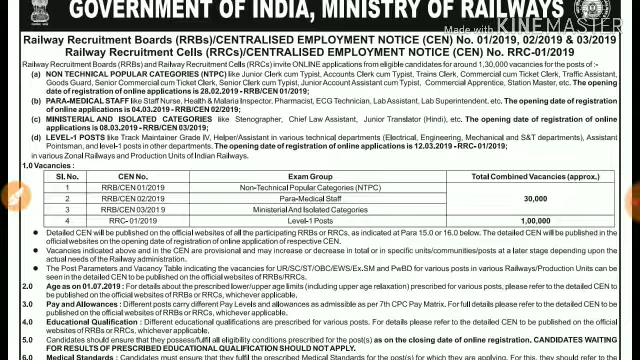 GOVERNMENT OF INDIA, MINISTRY OF RAILWAYS
Made with KINEMASTER
Railway Recruitment Boards (RRBs)/CENTRALISED EMPLOYMENT NOTICE (CEN) No. 01/2019, 02/2019 & 03/2019
Railway Recruitment Cells (RRCs)/CENTRALISED EMPLOYMENT NOTICE (CEN) No. RRC-01/2019
Railway Recruitment Boards (RRBs) and Railway Recruitment Cells (RRCs) invite ONLINE applications from eligible candidates for around 1,30,000 vacancies for the posts of :-
(a) NON TECHNICAL POPULAR CATEGORIES (NTPC) like Junior Clerk cum Typist, Accounts Clerk cum Typist, Trains Clerk, Commercial cum Ticket Clerk, Traffic Assistant,
Goods Guard, Senior Commercial cum Ticket Clerk, Senior Clerk cum Typist, Junior Account Assistant cum Typist, Commercial Apprentice, Station Master, etc. The opening
date of registration of online applications is 28.02.2019 - RRB/CEN 01/2019;
(b) PARA-MEDICAL STAFF like Staff Nurse, Health & Malaria Inspector, Pharmacist, ECG Technician, Lab Assistant, Lab Superintendent, etc. The opening date of registration
of online applications is 04.03.2019 - RRB/CEN 02/2019;
(c) MINISTERIAL AND ISOLATED CATEGORIES like Stenographer, Chief Law Assistant, Junior Translator (Hindi), etc. The opening date of registration of online
applications is 08.03.2019 - RRB/CEN 03/2019;
(d) LEVEL-1 POSTS like Track Maintainer Grade IV, Helper/Assistant in various technical departments (Electrical, Engineering, Mechanical and S&T departments), Assistant
Pointsman, and level-1 posts in other departments. The opening date of registration of online applications is 12.03.2019 - RRC-01/2019;
in various Zonal Railways and Production Units of Indian Railways.
1.0 Vacancies :
Sl. No. CEN No. Exam Group Total Combined Vacancies (approx.)
1 RRB/CEN 01/2019 Non-Technical Popular Categories (NTPC)
2 RRB/CEN 02/2019 Para-Medical Staff 30,000
3 RRB/CEN 03/2019 Ministerial And Isolated Categories
4 RRC- 01/2019 Level-1 Posts 1,00,000
● Detailed CEN will be published on the official websites of all the participating RRBs or RRCs, as indicated at Para 15.0 or 16.0 below. The detailed CEN will be published in the
official websites on the opening date of registration of online application of respective CEN.
● Vacancies indicated above and in the CEN are provisional and may increase or decrease in total or in specific units/communities/posts at a later stage depending upon the
actual needs of the Railway Administration.
● The Post Parameters and Vacancy Table indicating the vacancies for UR/SC/ST/OBC/EWS/Ex.SM and PwBD for various posts in various Railways/Production Units can be
seen in the detailed CEN to be published on the official websites of RRBs/RRCs.
2.0 Age as on 01.07.2019 : For details about the prescribed lower/upper age limits (including upper age relaxation) prescribed for various posts, please refer to the detailed CEN to
be published on the official websites of RRBs or RRCs, whichever applicable.
3.0 Pay and Allowances : Different posts carry different Pay Levels and allowances as admissible as per 7th CPC Pay Matrix. For full details please refer to the detailed CEN to be
published on the official websites of RRBs or RRCs, whichever applicable.
4.0 Educational Qualification : Different educational qualifications are prescribed for various posts. For details please refer to the detailed CEN to be published on the official
websites of RRBs or RRCs, whichever applicable.
5.0 Candidates should ensure that they possess/fulfil all eligibility conditions prescribed for the post(s) as on the closing date of online registration. CANDIDATES WAITING
FOR RESULTS OF PRESCRIBED EDUCATIONAL QUALIFICATION SHOULD NOT APPLY.
6.0 Medical Standards : Candidates must ensure that they fulfil the prescribed Medical Standards for the post(s) for which they are applying. For this, they should refer to the